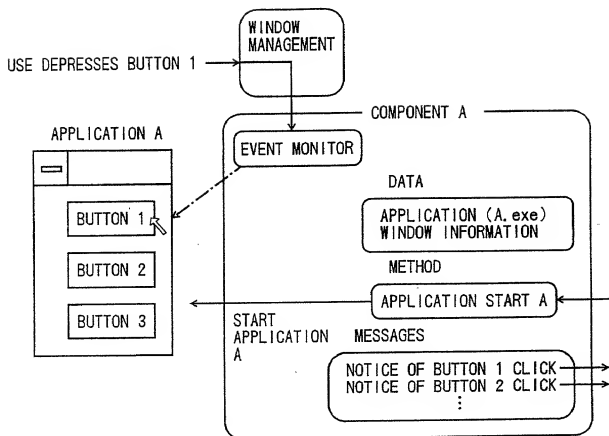 WINDOW
MANAGEMENT
USE DEPRESSES BUTTON 1
COMPONENT A
APPLICATION A
EVENT MONITOR
DATA
APPLICATION (A.exe)
WINDOW INFORMATION
BUTTON 1
BUTTON 2
BUTTON 3
METHOD
APPLICATION START A
START
APPLICATION
A
MESSAGES
NOTICE OF BUTTON 1 CLICK
NOTICE OF BUTTON 2 CLICK
⋮